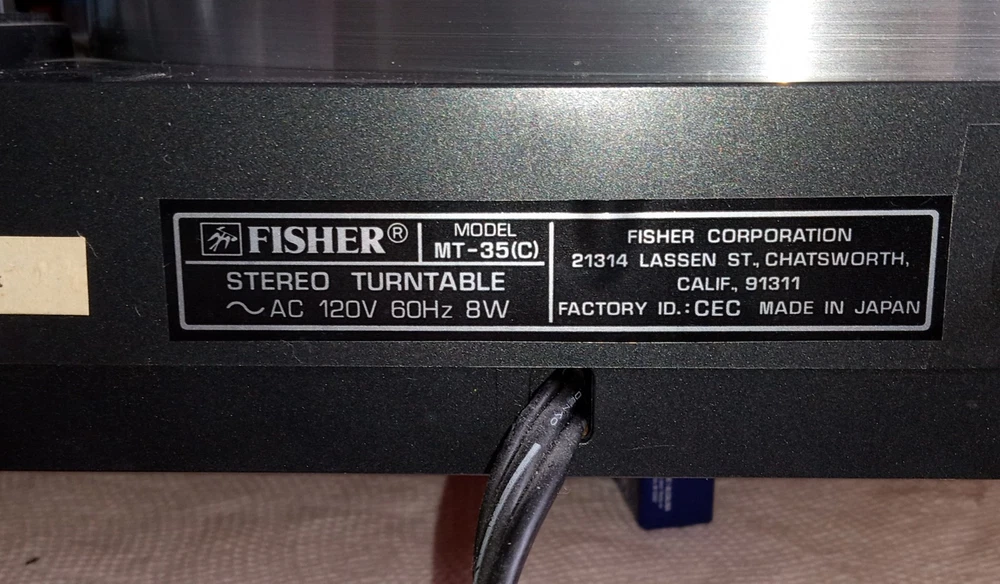 FISHER®
MODEL
MT-35(C)
STEREO TURNTABLE
~AC 120V 60Hz 8W
FISHER CORPORATION
21314 LASSEN ST., CHATSWORTH,
CALIF., 91311
FACTORY ID.: CEC MADE IN JAPAN